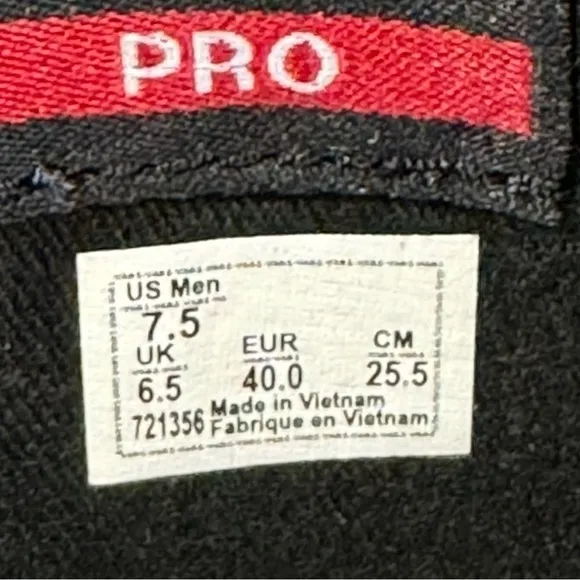 PRO
US Men
7.5
UK EUR CM
6.5 40.0 25.5
721356 Made in Vietnam
Fabrique en Vietnam